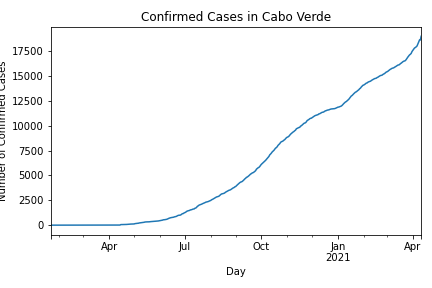 Confirmed Cases in Cabo Verde
Number of Confirmed Cases
17500
15000
12500
10000
7500
5000
2500
0
Apr
Jul
Oct
Jan
2021
Apr
Day